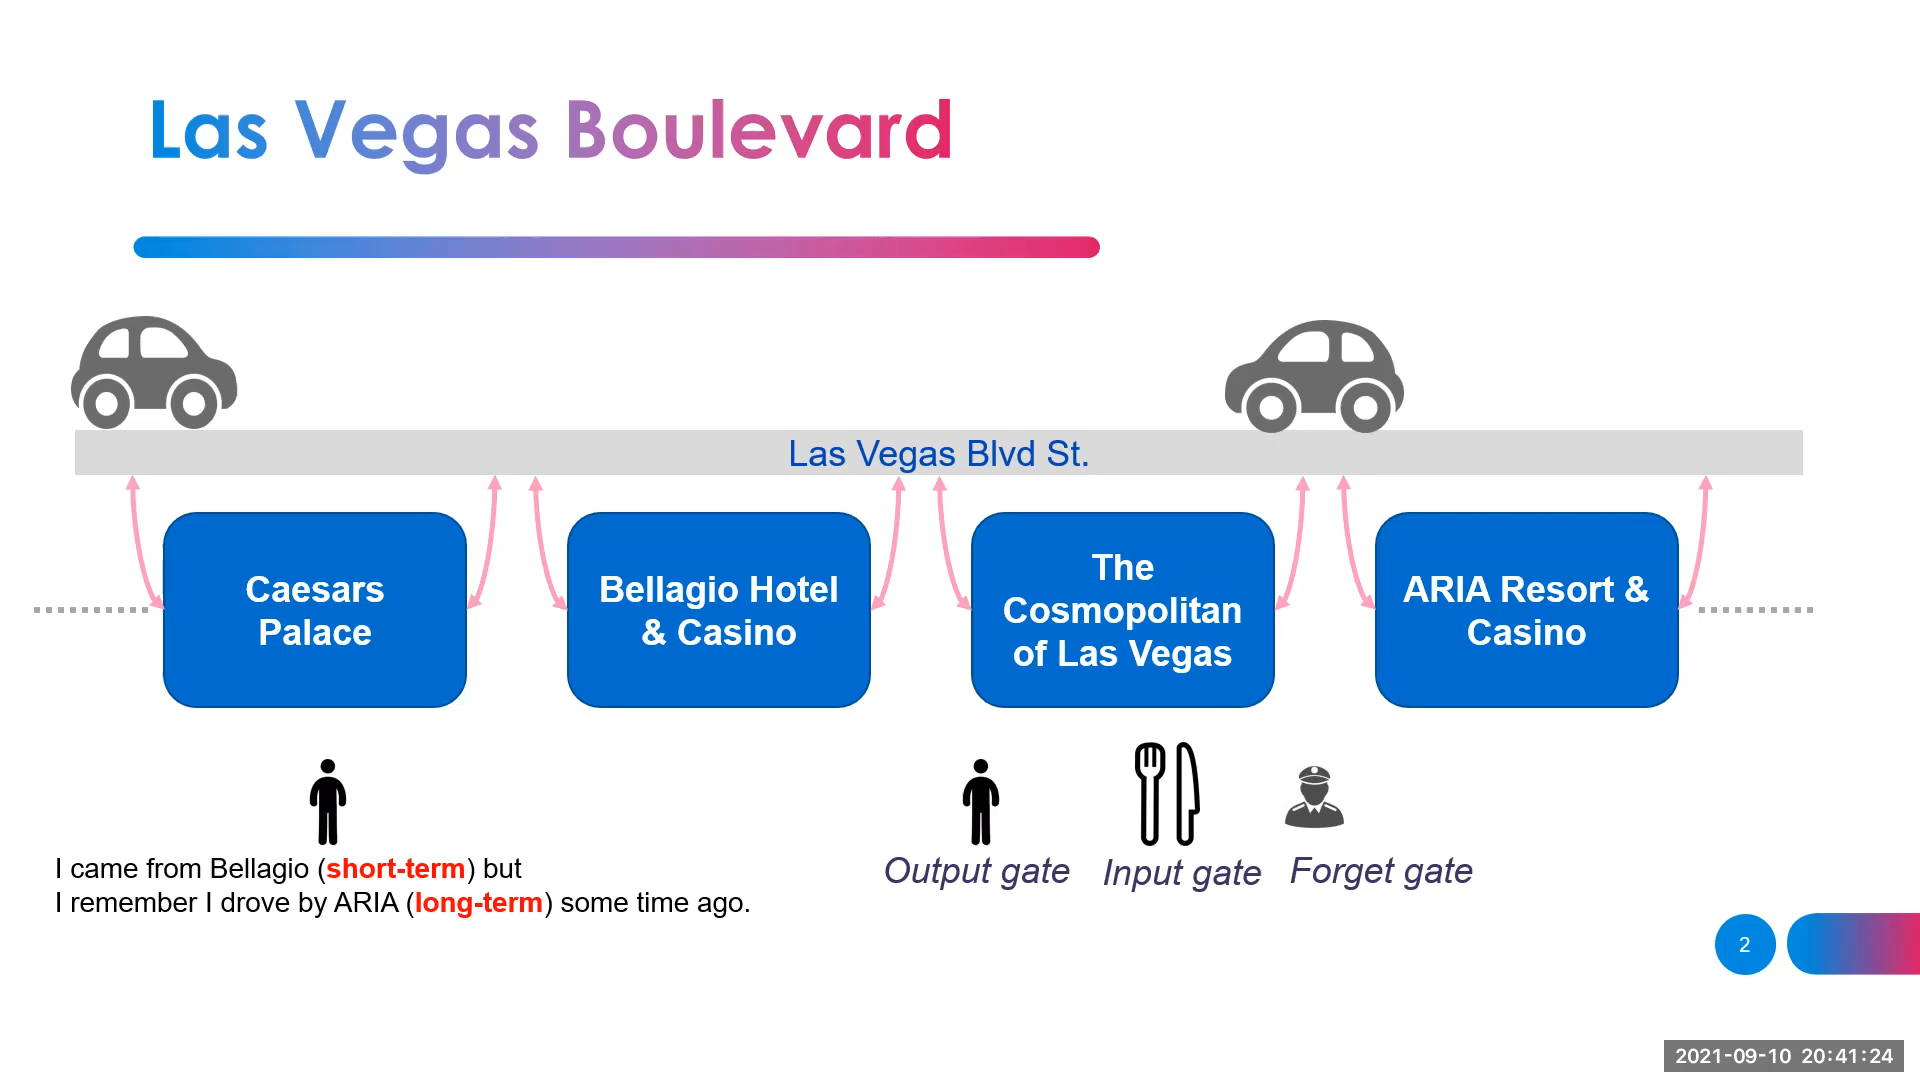 Las Vegas Boulevard
Las Vegas Blvd St.
Caesars
Palace
Bellagio Hotel
& Casino
The
Cosmopolitan
of Las Vegas
ARIA Resort &
Casino
I came from Bellagio (short-term) but
I remember I drove by ARIA (long-term) some time ago.
Output gate
Input gate
Forget gate
2
2021-09-10 20:41:24